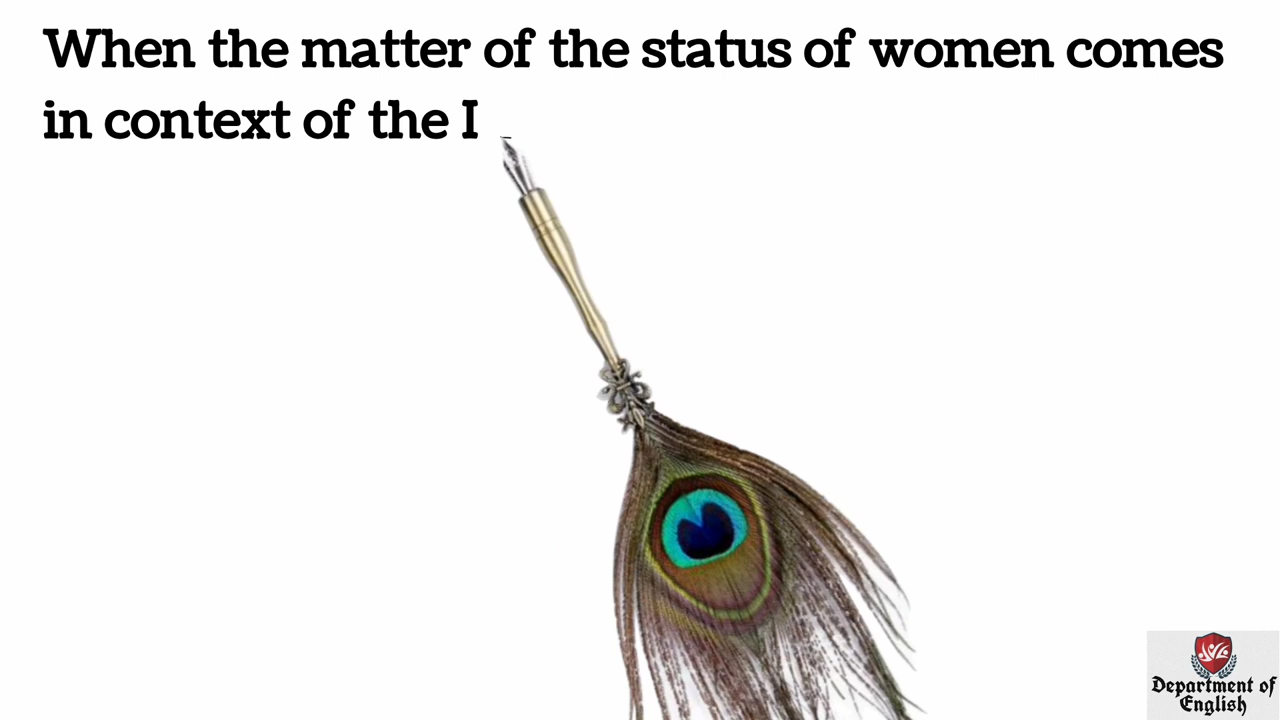 When the matter of the status of women comes
in context of the I
Department of
English